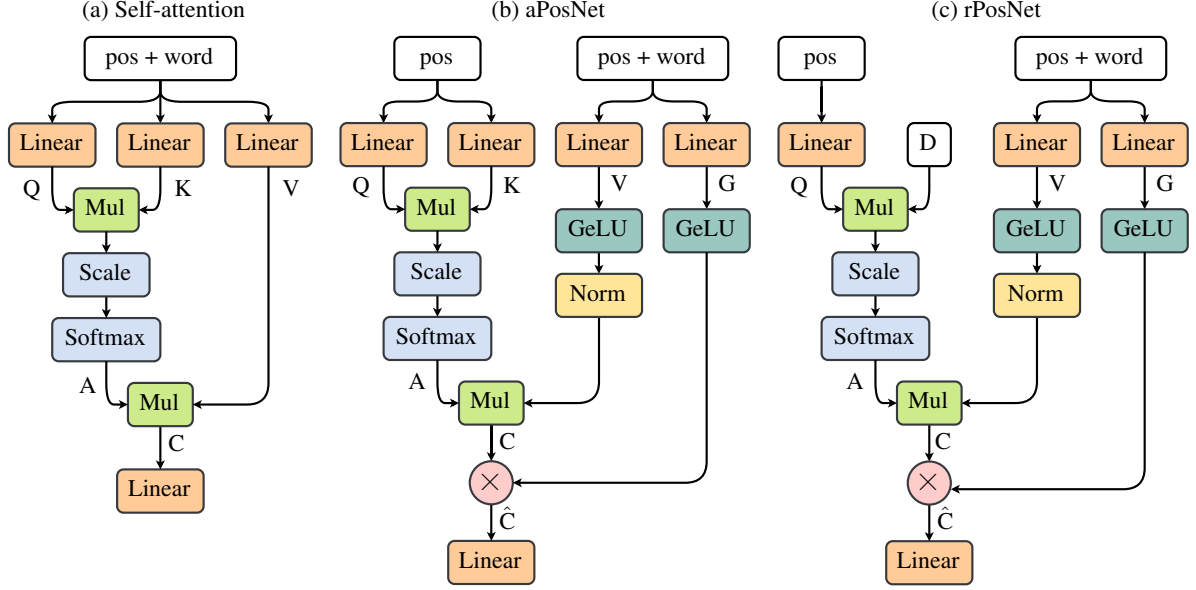 (a) Self-attention
pos + word
Linear
Linear
Linear
Q
K
V
Mul
Scale
Softmax
A
Mul
C
Linear
(b) aPosNet
pos
pos + word
Linear
Linear
Linear
Linear
Q
K
V
G
Mul
GeLU
GeLU
Scale
Norm
Softmax
A
Mul
C
×
Ĉ
Linear
(c) rPosNet
pos
pos + word
Linear
D
Linear
Linear
Q
V
G
Mul
GeLU
GeLU
Scale
Norm
Softmax
A
Mul
C
×
Ĉ
Linear